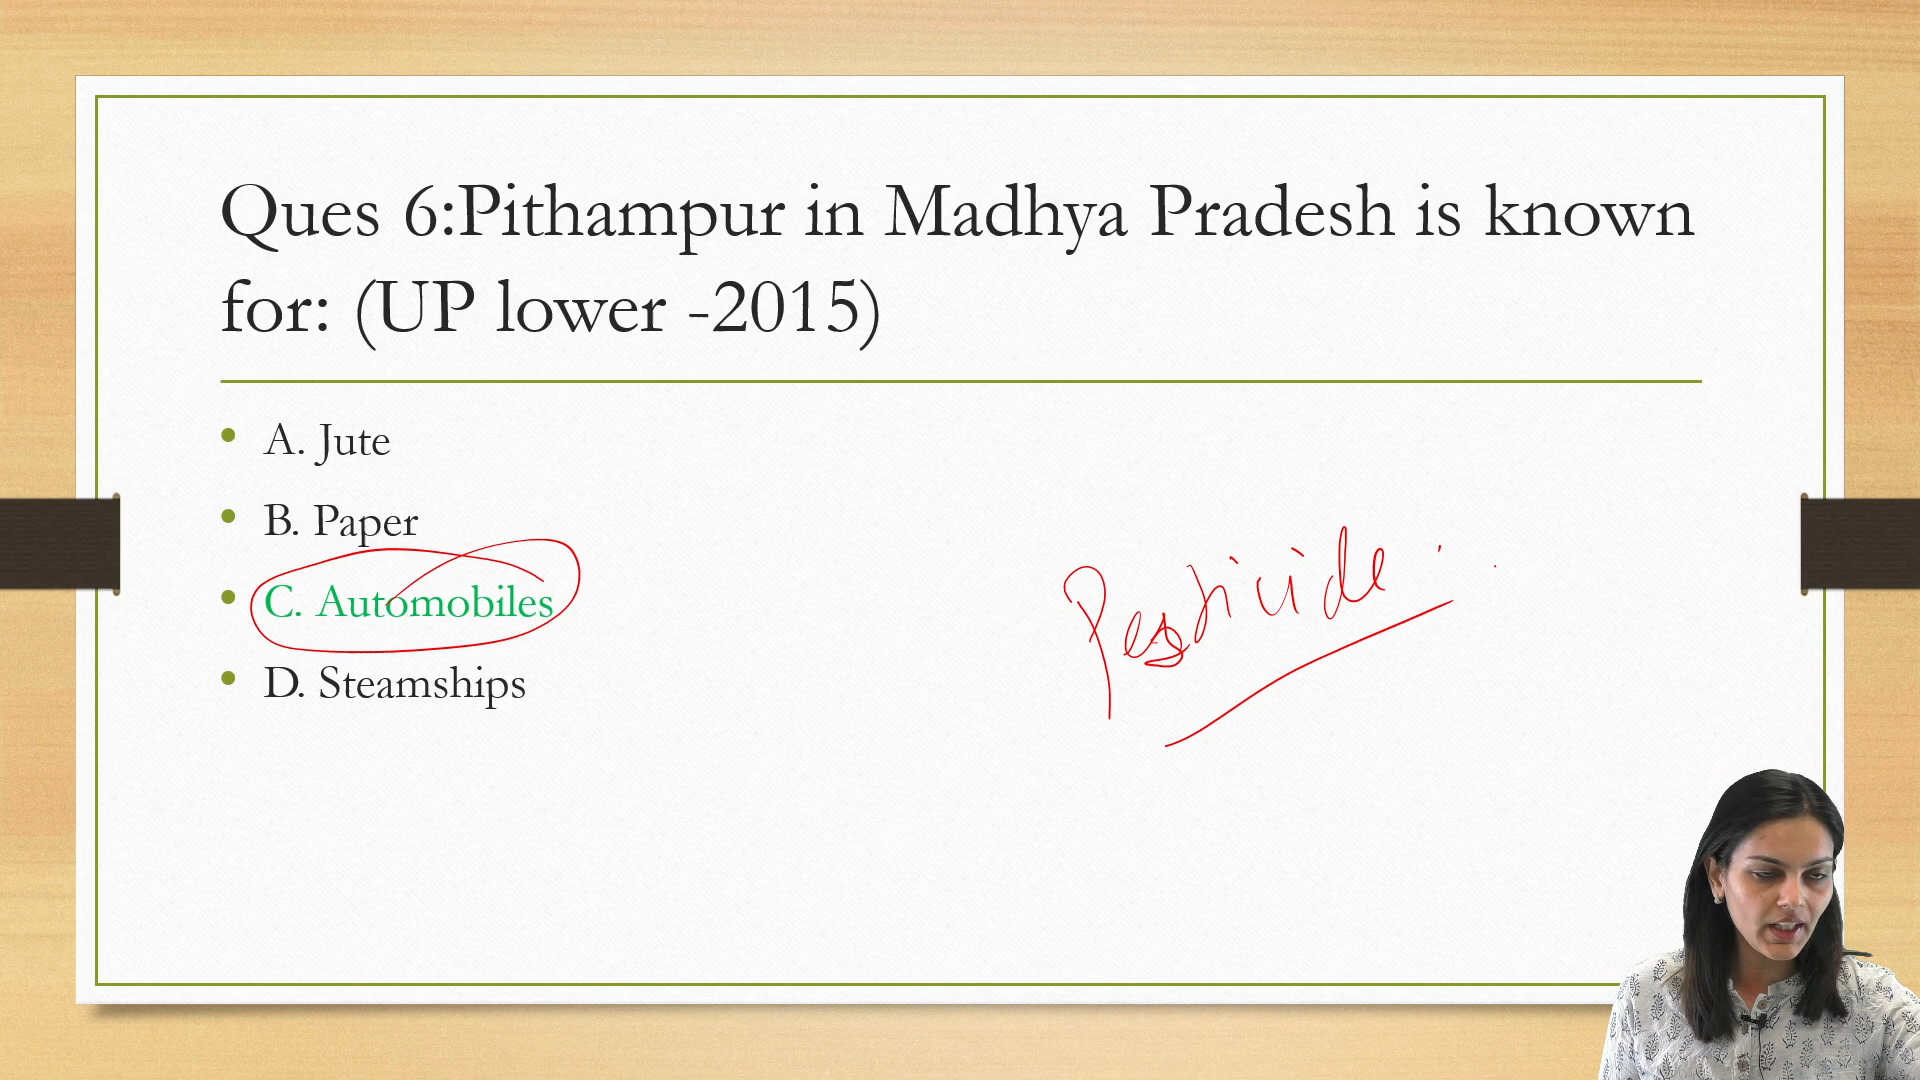 Ques 6:Pithampur in Madhya Pradesh is known
for: (UP lower -2015)
• A. Jute
• B. Paper
• C. Automobiles
• D. Steamships
Pesticide